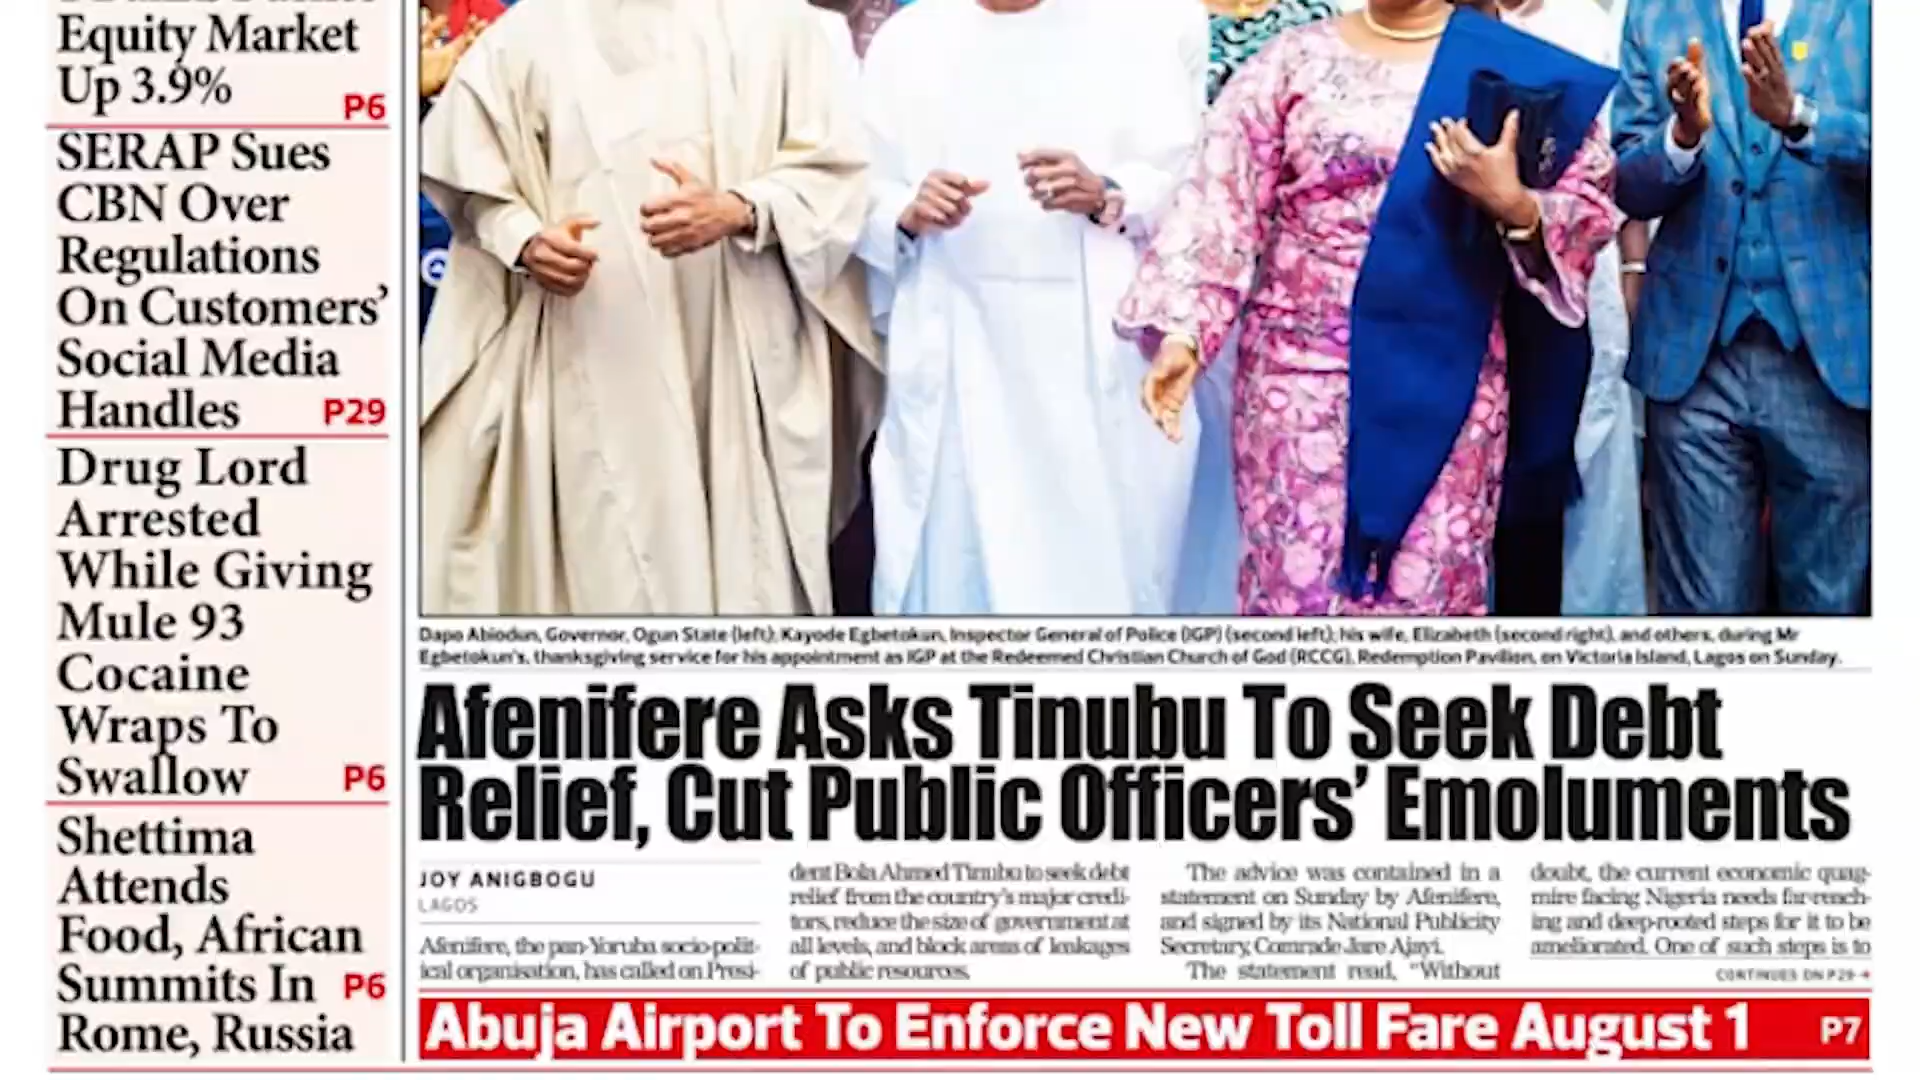 Equity Market
Up 3.9%
P6
SERAP Sues
CBN Over
Regulations
On Customers’
Social Media
Handles P29
Drug Lord
Arrested
While Giving
Mule 93
Cocaine
Wraps To
Swallow P6
Shettima
Attends
Food, African
Summits In P6
Rome, Russia
Dapo Abiodun, Governor, Ogun State (left); Kayode Egbetokun, Inspector General of Police (IGP) (second left); his wife, Elizabeth (second right), and others, during Mr
Egbetokun's, thanksgiving service for his appointment as IGP at the Redeemed Christian Church of God (RCCG), Redemption Pavilion, on Victoria Island, Lagos on Sunday.
Afenifere Asks Tinubu To Seek Debt
Relief, Cut Public Officers’ Emoluments
JOY ANIGBOGU
LAGOS
Afenifere, the pan-Yoruba socio-polit-
ical organisation, has called on Presi-
dent Bola Ahmed Tinubu to seek debt
relief from the country's major credi-
tors, reduce the size of government at
all levels, and block areas of leakages
of public resources.
The advice was contained in a
statement on Sunday by Afenifere,
and signed by its National Publicity
Secretary, Comrade Jare Ajayi.
The statement read, “Without
doubt, the current economic quag-
mire facing Nigeria needs far-reach-
ing and deep-rooted steps for it to be
ameliorated. One of such steps is to
CONTINUES ON P29
Abuja Airport To Enforce New Toll Fare August 1 P7